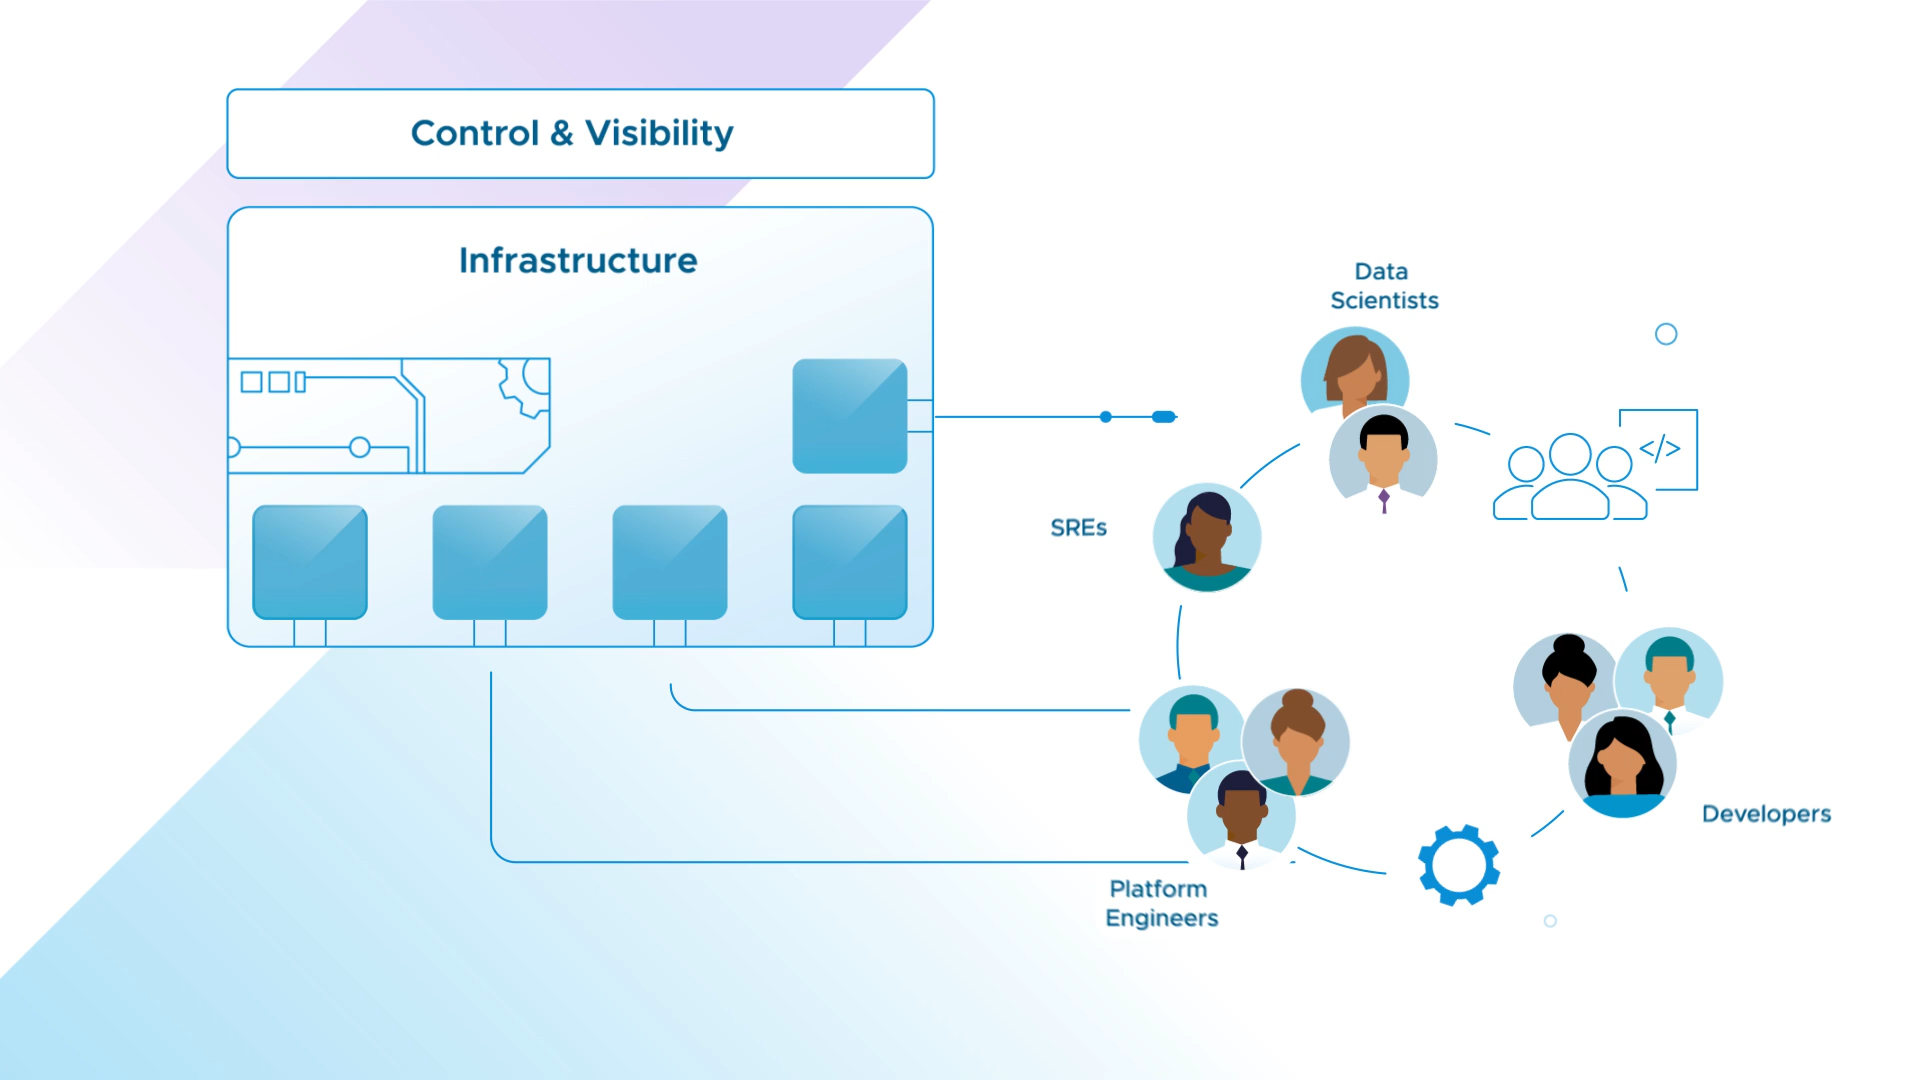 Control & Visibility
Infrastructure
Data
Scientists
</>
SREs
Developers
Platform
Engineers